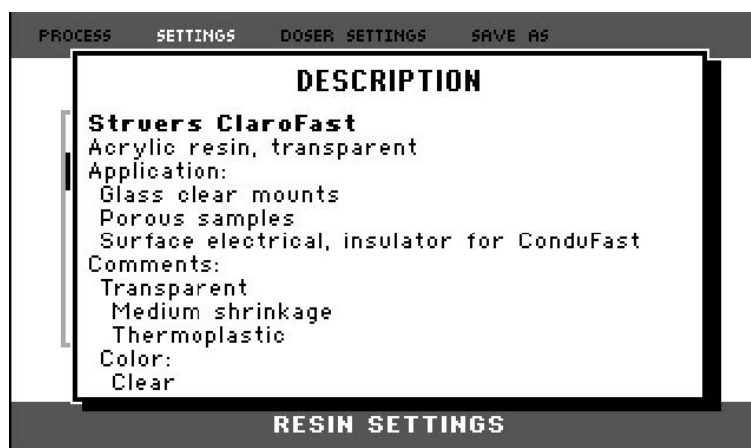 PROCESS SETTINGS DOSER SETTINGS SAVE AS
DESCRIPTION
Struers ClaroFast
Acrylic resin, transparent
Application:
Glass clear mounts
Porous samples
Surface electrical, insulator for ConduFast
Comments:
Transparent
Medium shrinkage
Thermoplastic
Color:
Clear
RESIN SETTINGS